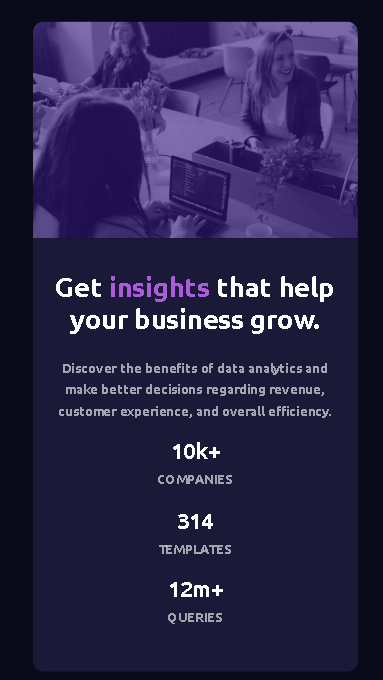 Get insights that help
your business grow.
Discover the benefits of data analytics and
make better decisions regarding revenue,
customer experience, and overall efficiency.
10k+
COMPANIES
314
TEMPLATES
12m+
QUERIES